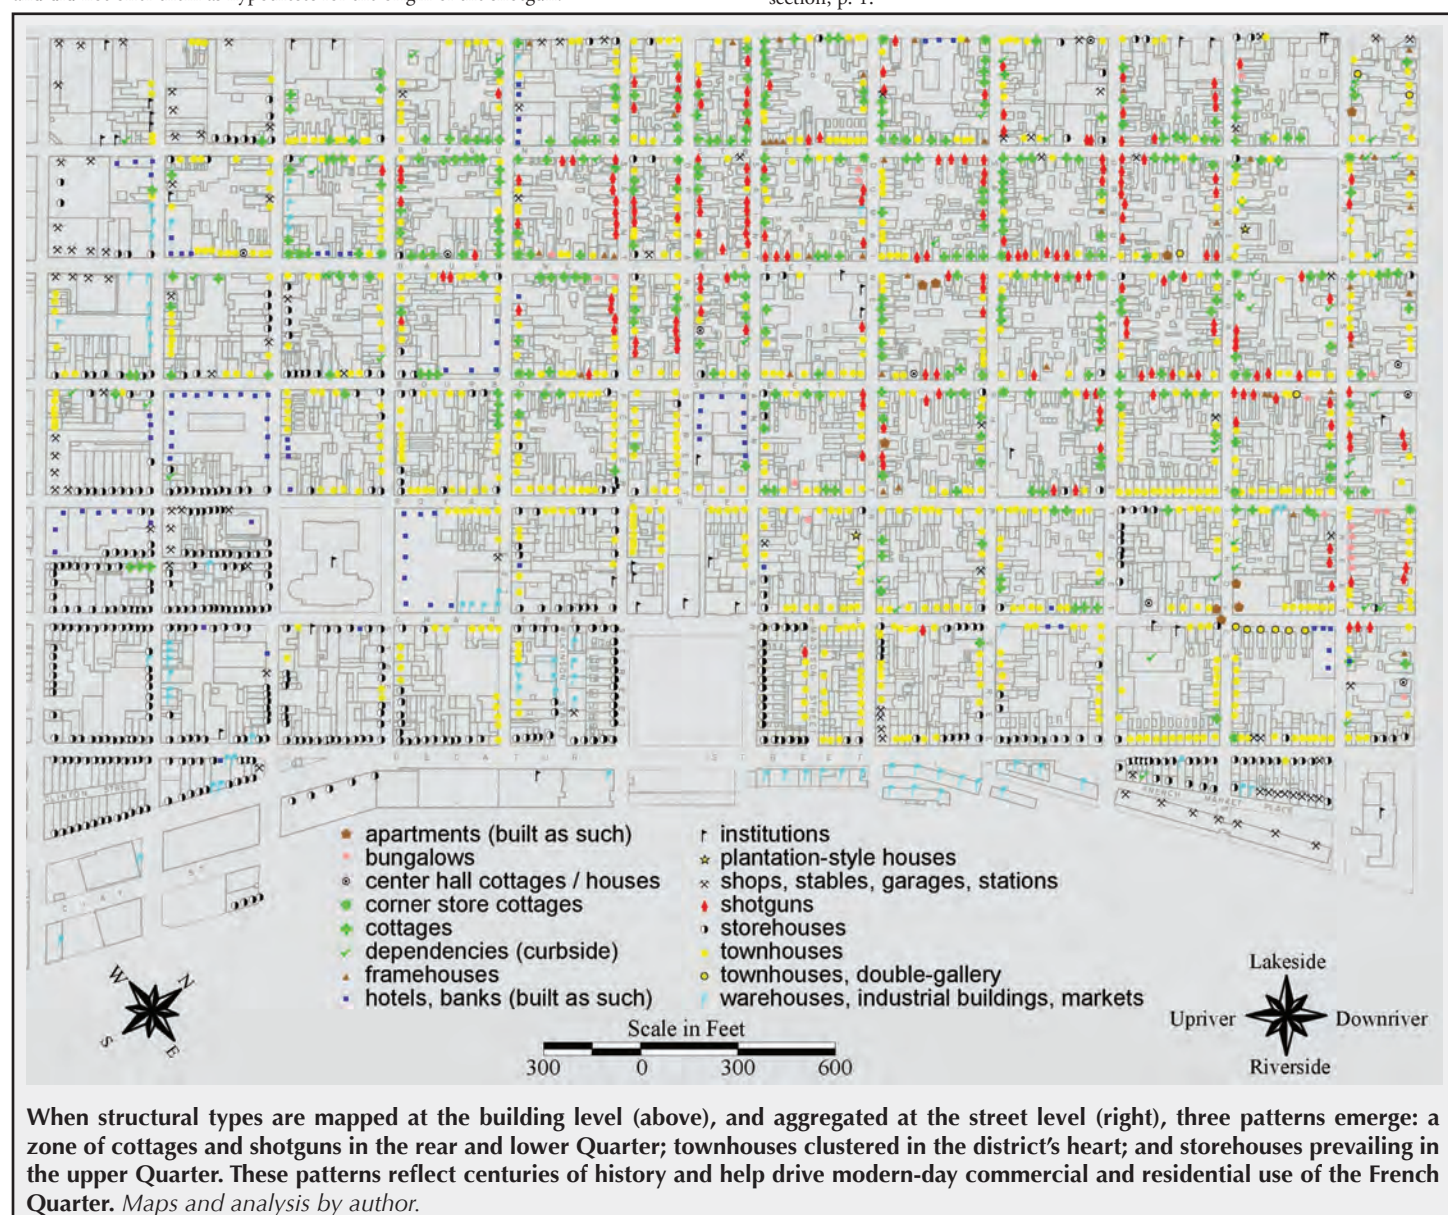 section, p. 1.
BOURBON
STREET
DECATUR
ST
CLINTON STREET
FRENCH MARKET PLACE
apartments (built as such)
bungalows
center hall cottages / houses
corner store cottages
cottages
dependencies (curbside)
framehouses
hotels, banks (built as such)
institutions
plantation-style houses
shops, stables, garages, stations
shotguns
storehouses
townhouses
townhouses, double-gallery
warehouses, industrial buildings, markets
W
N
S
E
Scale in Feet
300 0 300 600
Lakeside
Upriver
Downriver
Riverside
When structural types are mapped at the building level (above), and aggregated at the street level (right), three patterns emerge: a
zone of cottages and shotguns in the rear and lower Quarter; townhouses clustered in the district’s heart; and storehouses prevailing in
the upper Quarter. These patterns reflect centuries of history and help drive modern-day commercial and residential use of the French
Quarter. Maps and analysis by author.